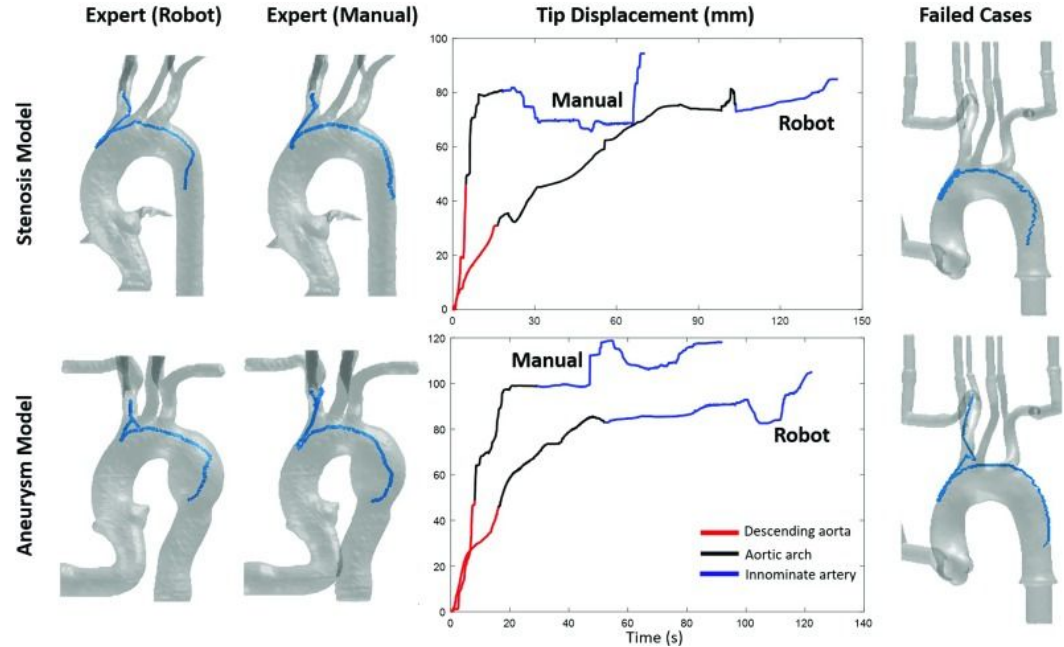 Expert (Robot)
Expert (Manual)
Tip Displacement (mm)
Failed Cases
Stenosis Model
100
80
60
40
20
0
Manual
Robot
0 30 60 90 120 150
Aneurysm Model
120
100
80
60
40
20
0
Manual
Robot
Descending aorta
Aortic arch
Innominate artery
0 20 40 60 80 100 120 140
Time (s)